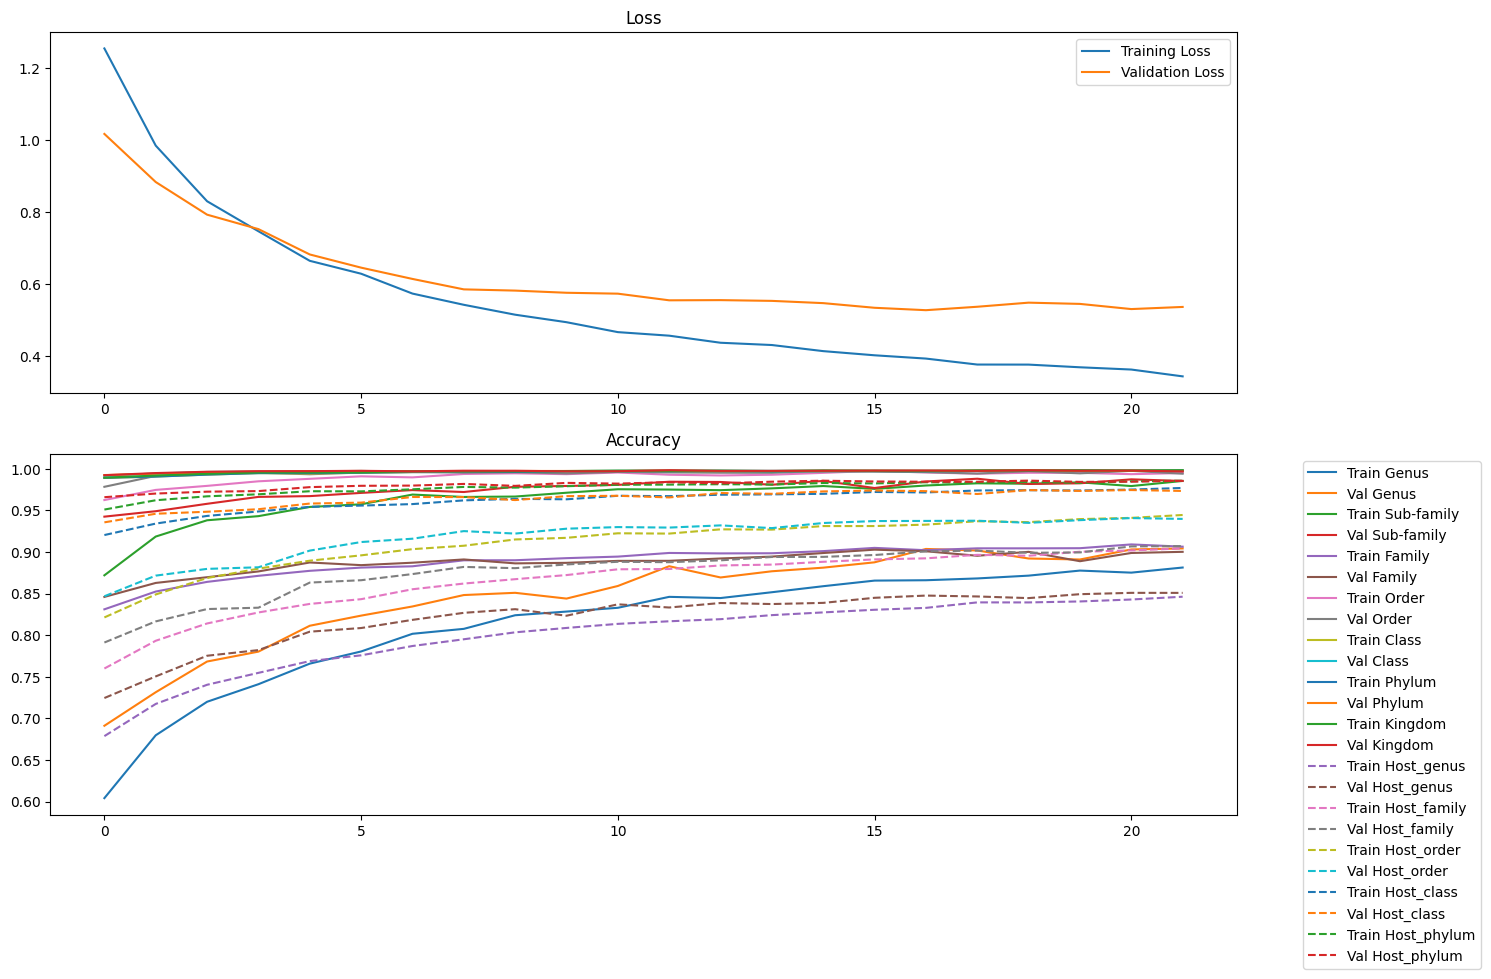 Loss
1.2
1.0
0.8
0.6
0.4
Training Loss
Validation Loss
0 5 10 15 20
Accuracy
1.00
0.95
0.90
0.85
0.80
0.75
0.70
0.65
0.60
0 5 10 15 20
Train Genus
Val Genus
Train Sub-family
Val Sub-family
Train Family
Val Family
Train Order
Val Order
Train Class
Val Class
Train Phylum
Val Phylum
Train Kingdom
Val Kingdom
Train Host_genus
Val Host_genus
Train Host_family
Val Host_family
Train Host_order
Val Host_order
Train Host_class
Val Host_class
Train Host_phylum
Val Host_phylum